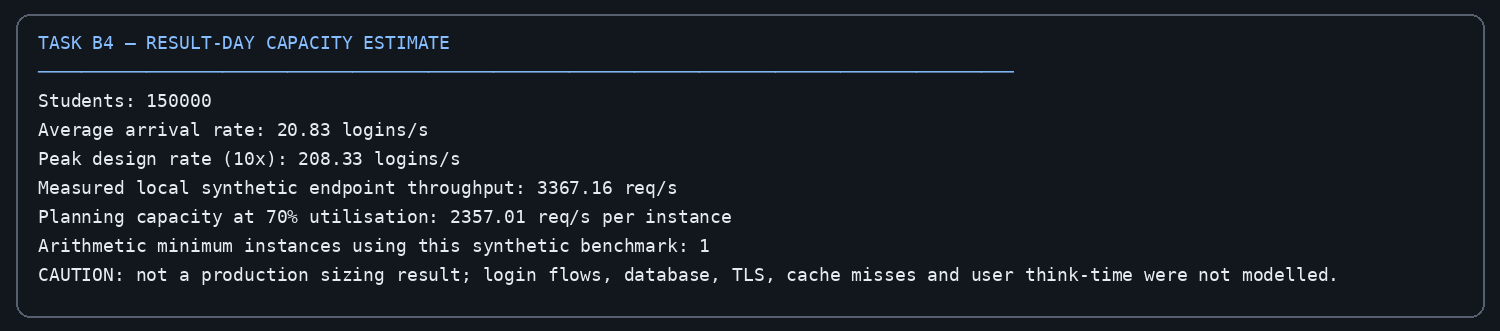 TASK B4 — RESULT-DAY CAPACITY ESTIMATE
Students: 150000
Average arrival rate: 20.83 logins/s
Peak design rate (10x): 208.33 logins/s
Measured local synthetic endpoint throughput: 3367.16 req/s
Planning capacity at 70% utilisation: 2357.01 req/s per instance
Arithmetic minimum instances using this synthetic benchmark: 1
CAUTION: not a production sizing result; login flows, database, TLS, cache misses and user think-time were not modelled.